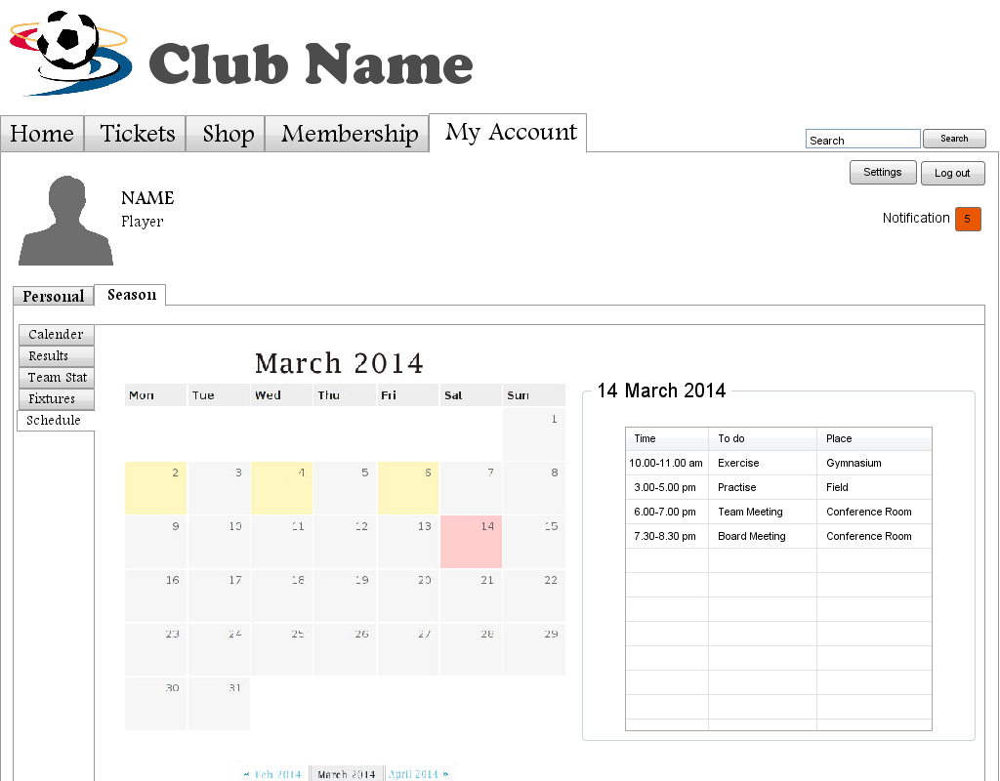 Club Name
Home Tickets Shop Membership My Account
Search Search
Settings Log out
NAME
Player
Notification 5
Personal Season
Calender
Results
Team Stat
Fixtures
Schedule
March 2014
Mon Tue Wed Thu Fri Sat Sun
1
2 3 4 5 6 7 8
9 10 11 12 13 14 15
16 17 18 19 20 21 22
23 24 25 26 27 28 29
30 31
« Feb 2014 March 2014 April 2014 »
14 March 2014
Time To do Place
10.00-11.00 am Exercise Gymnasium
3.00-5.00 pm Practise Field
6.00-7.00 pm Team Meeting Conference Room
7.30-8.30 pm Board Meeting Conference Room